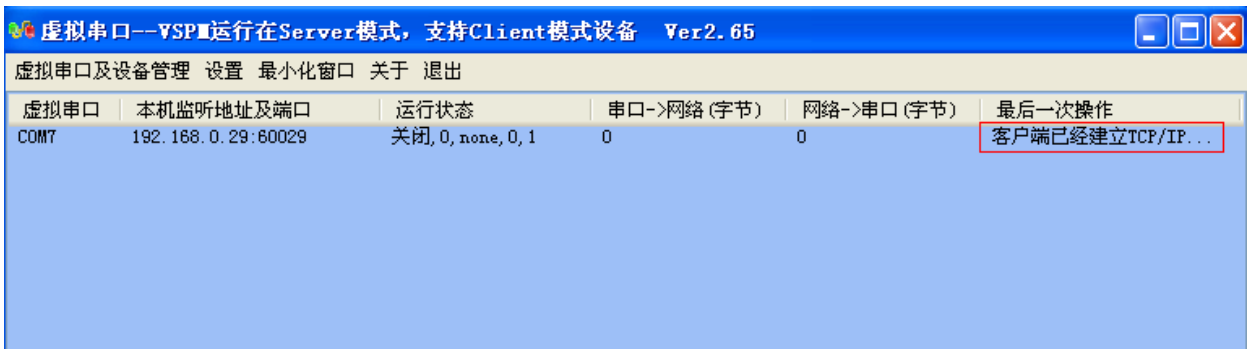 虚拟串口--VSPM运行在Server模式，支持Client模式设备 Ver2.65
虚拟串口及设备管理 设置 最小化窗口 关于 退出
虚拟串口 本机监听地址及端口 运行状态 串口->网络(字节) 网络->串口(字节) 最后一次操作
COM7 192.168.0.29:60029 关闭,0,none,0,1 0 0 客户端已经建立TCP/IP...